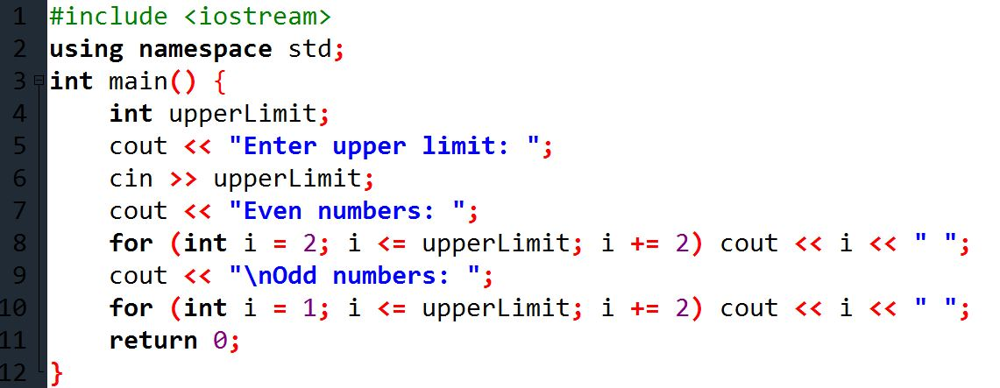 1 #include <iostream>
2 using namespace std;
3 int main() {
4     int upperLimit;
5     cout << "Enter upper limit: ";
6     cin >> upperLimit;
7     cout << "Even numbers: ";
8     for (int i = 2; i <= upperLimit; i += 2) cout << i << " ";
9     cout << "\nOdd numbers: ";
10     for (int i = 1; i <= upperLimit; i += 2) cout << i << " ";
11     return 0;
12 }